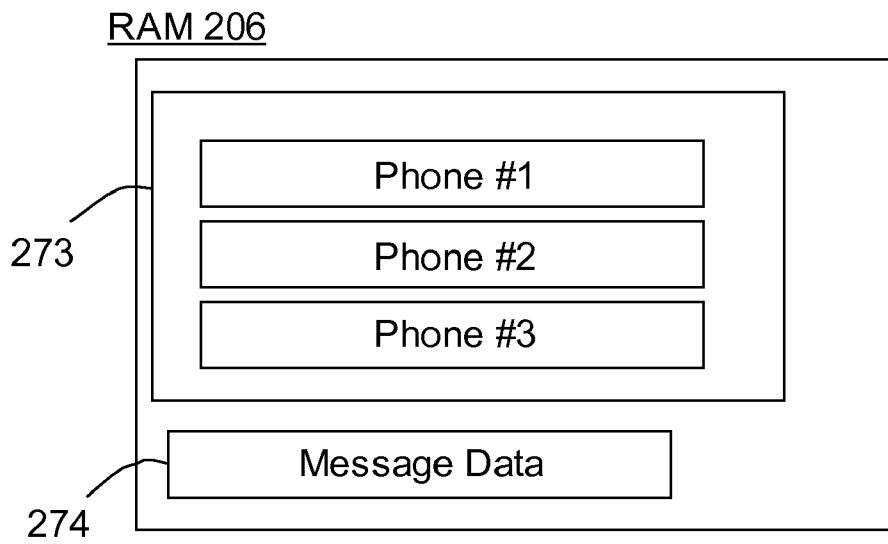 RAM 206
Phone #1
273
Phone #2
Phone #3
Message Data
274